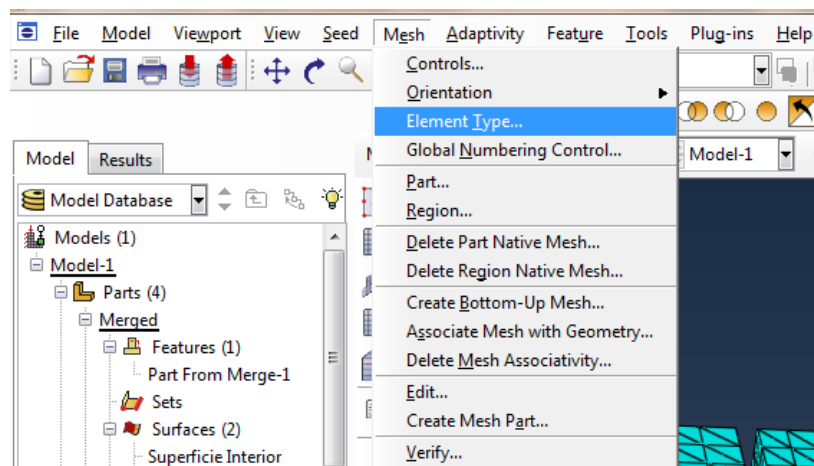 File Model Viewport View Seed Mesh Adaptivity Feature Tools Plug-ins Help
Controls...
Orientation
Element Type...
Model Results
Global Numbering Control...
Model-1
Model Database
Part...
Region...
Models (1)
Delete Part Native Mesh...
Model-1
Delete Region Native Mesh...
Parts (4)
Create Bottom-Up Mesh...
Merged
Associate Mesh with Geometry...
Features (1)
Delete Mesh Associativity...
Part From Merge-1
Edit...
Sets
Create Mesh Part...
Surfaces (2)
Verify...
Superficie Interior